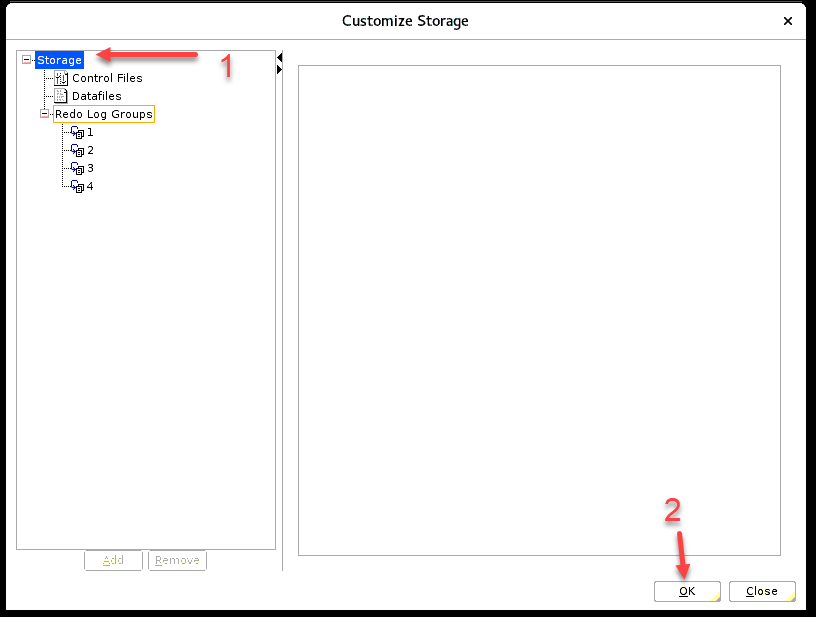 Customize Storage
Storage
1
Control Files
Datafiles
Redo Log Groups
1
2
3
4
2
Add
Remove
OK
Close